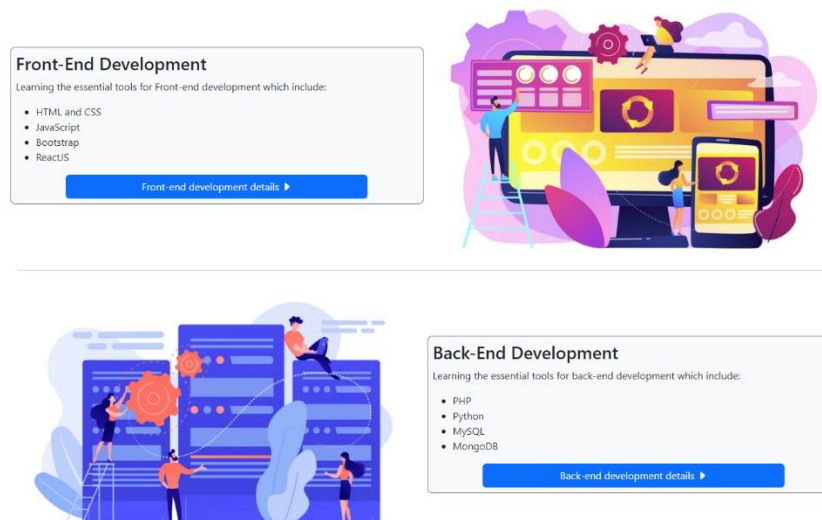 Front-End Development
Learning the essential tools for Front-end development which include:
• HTML and CSS
• JavaScript
• Bootstrap
• ReactJS
Front-end development details ▶
Back-End Development
Learning the essential tools for back-end development which include:
• PHP
• Python
• MySQL
• MongoDB
Back-end development details ▶